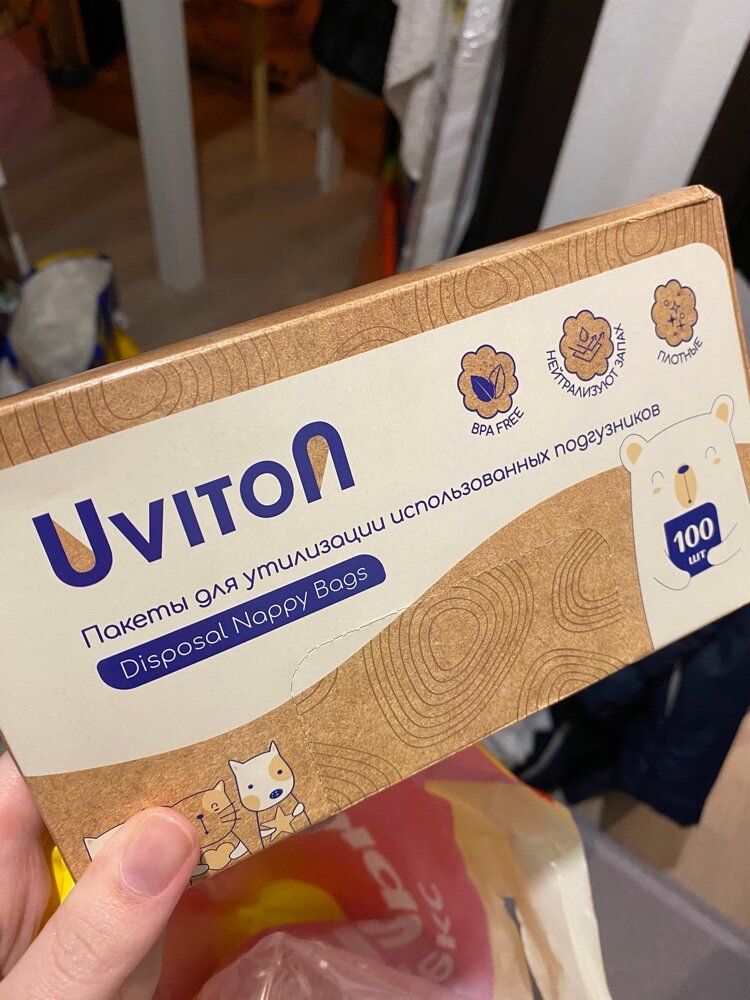 BPA FREE
НЕЙТРАЛИЗУЮТ ЗАПАХ
ПЛОТНЫЕ
Uviton
Пакеты для утилизации использованных подгузников
Disposal Nappy Bags
100
шт